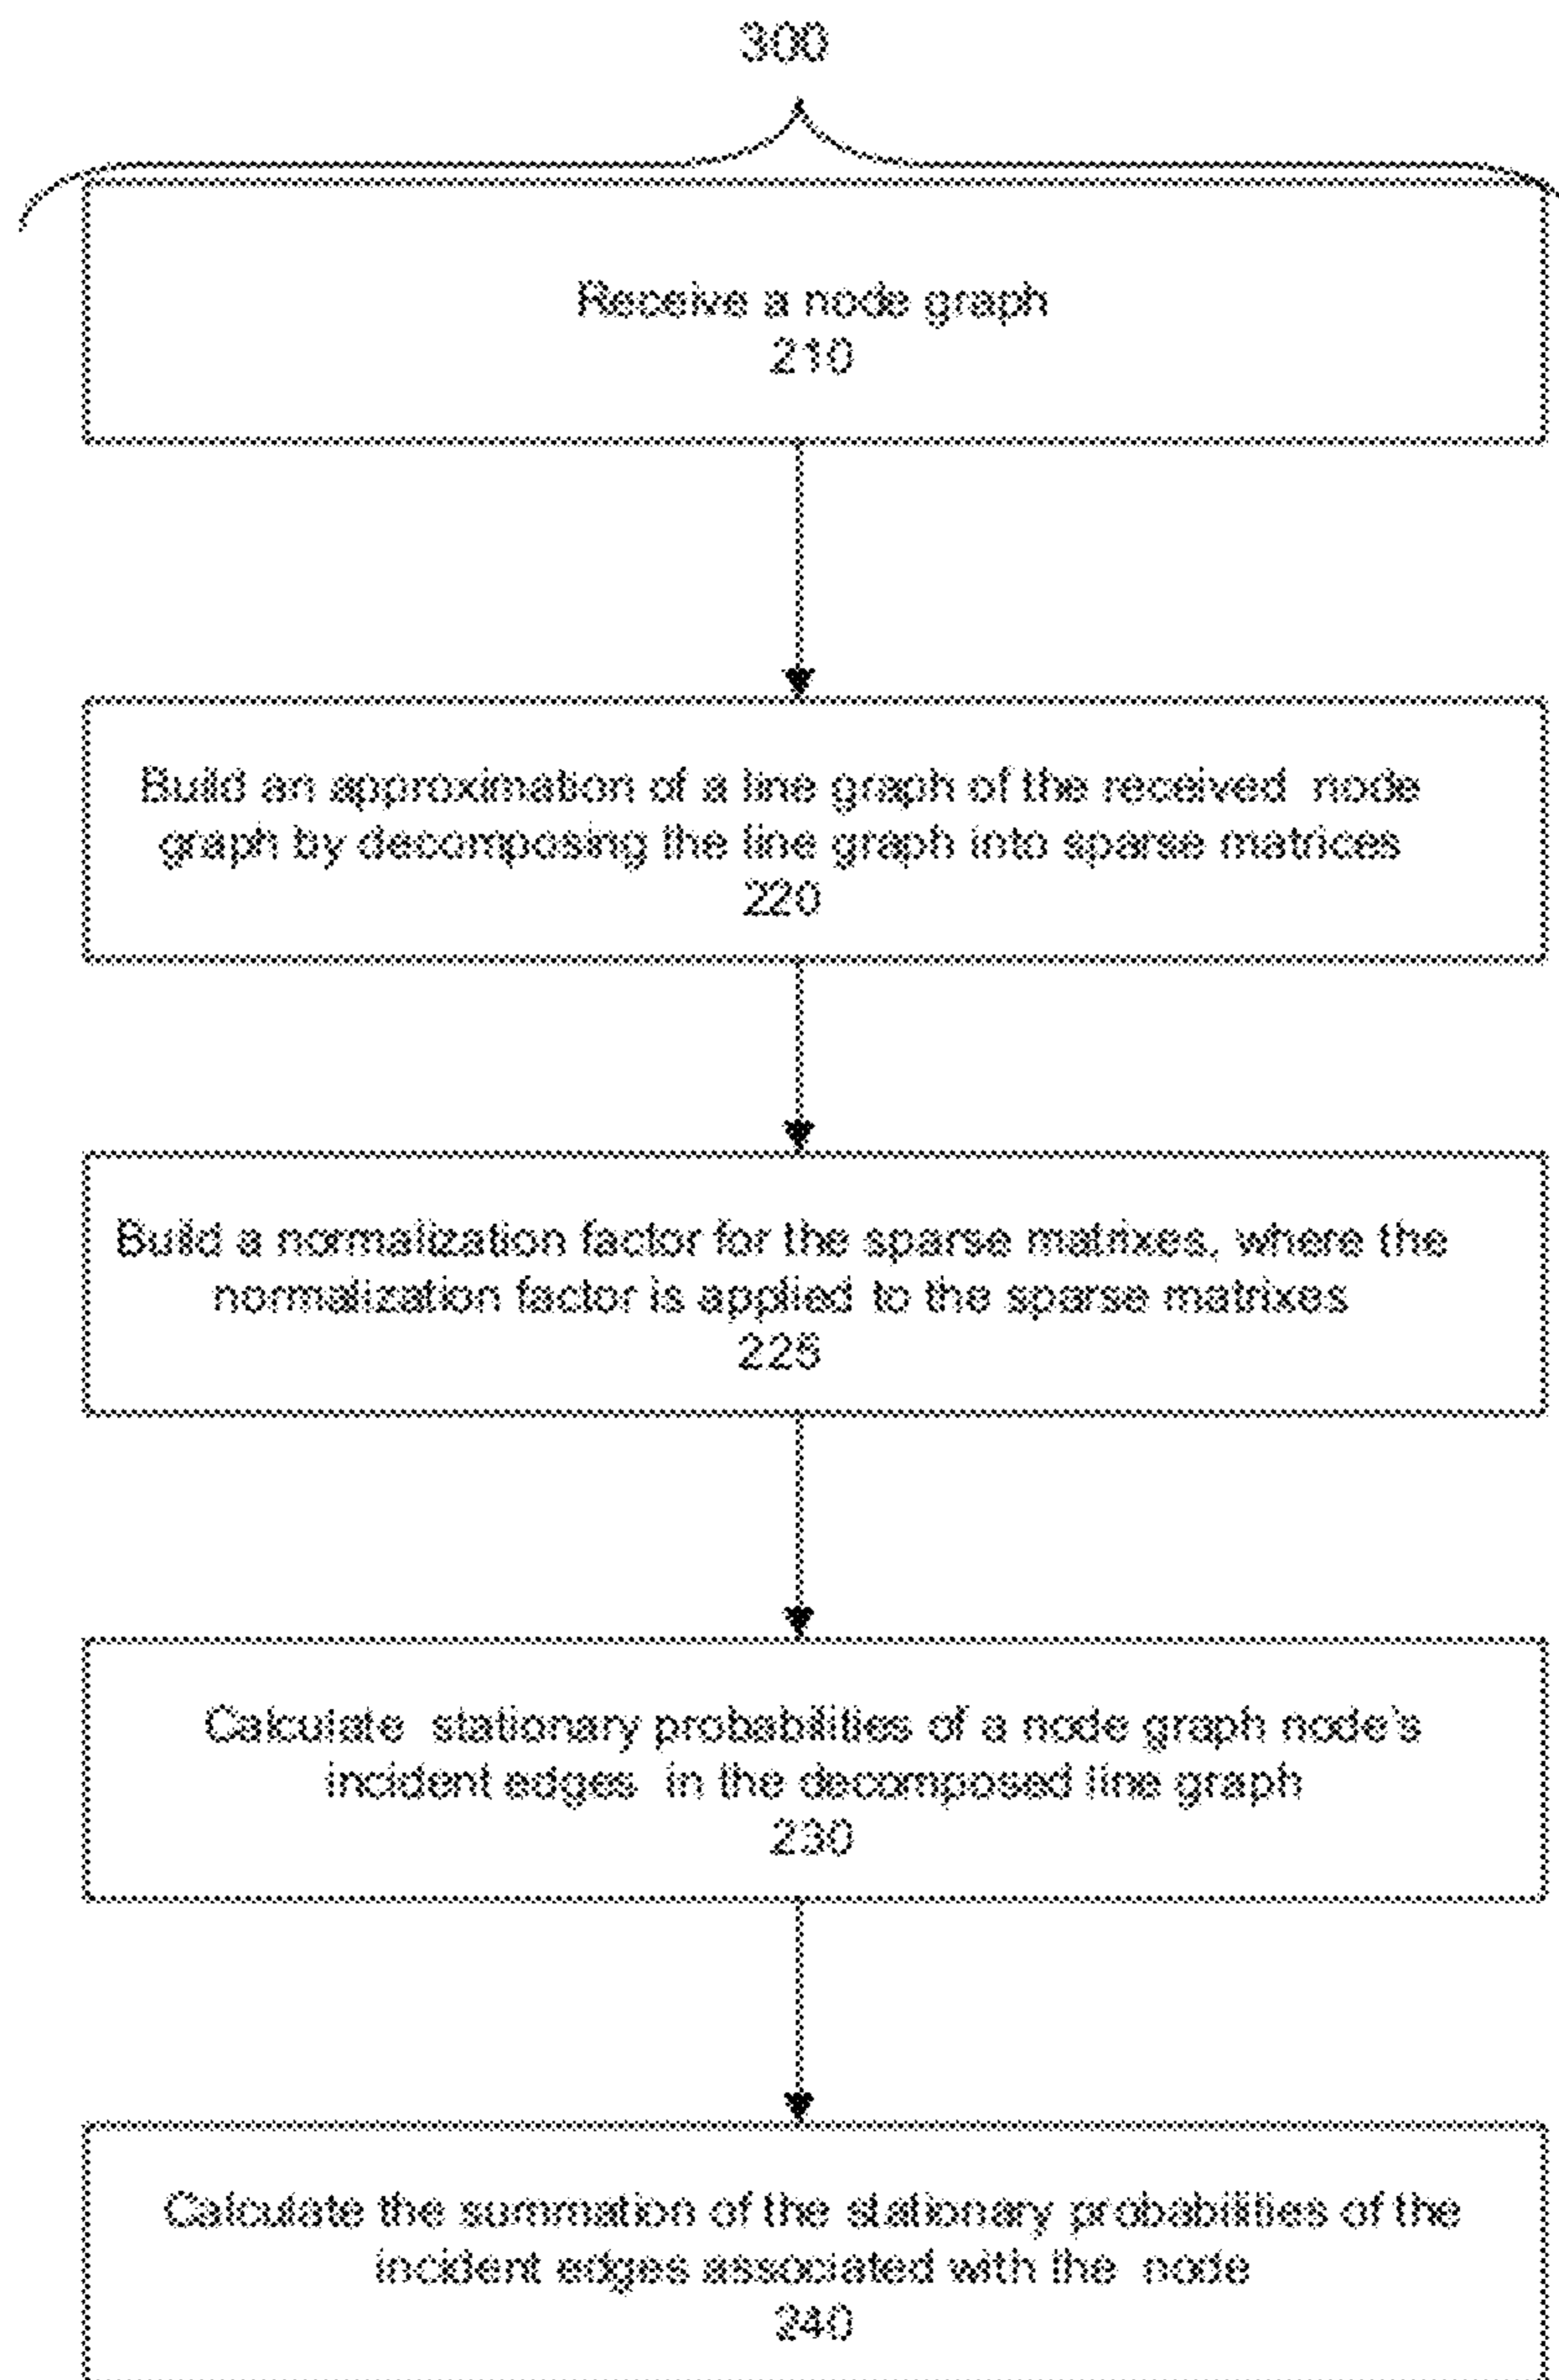 300
Receive a node graph
210
Build an approximation of a line graph of the received node
graph by decomposing the line graph into sparse matrices
220
Build a normalization factor for the sparse matrixes, where the
normalization factor is applied to the sparse matrixes
225
Calculate stationary probabilities of a node graph node's
incident edges in the decomposed line graph
230
Calculate the summation of the stationary probabilities of the
incident edges associated with the node
240